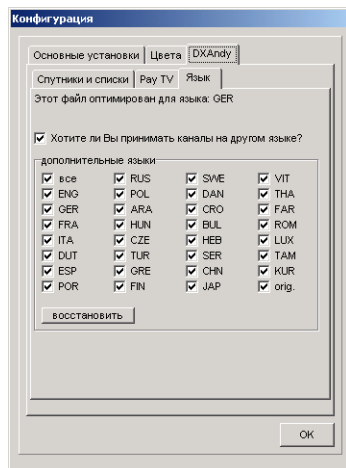 Конфигурация
Основные установки Цвета DXAndy
Спутники и списки Pay TV Язык
Этот файл оптимирован для языка: GER
Хотите ли Вы принимать каналы на другом языке?
дополнительные языки
все RUS SWE VIT
ENG POL DAN THA
GER ARA CRO FAR
FRA HUN BUL ROM
ITA CZE HEB LUX
DUT TUR SER TAM
ESP GRE CHN KUR
POR FIN JAP orig.
восстановить
OK